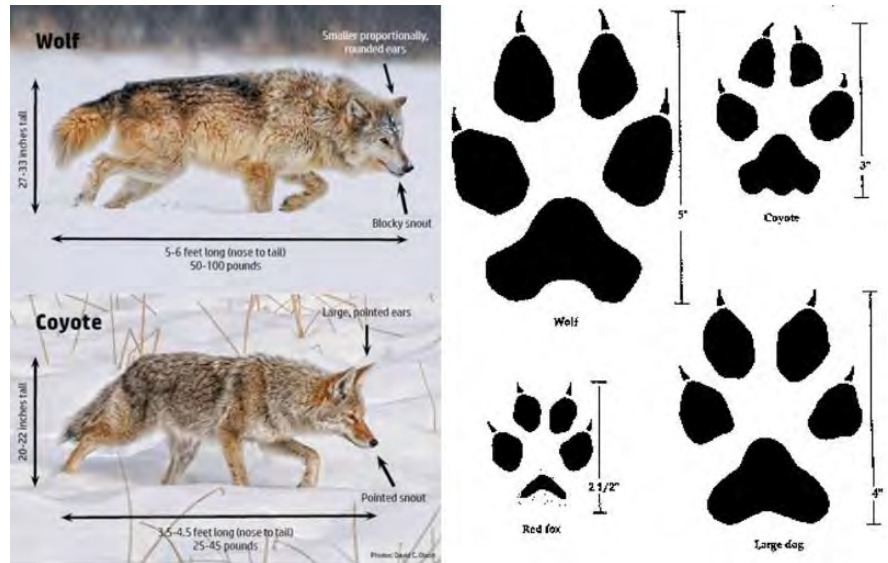 Wolf
Smaller proportionally,
rounded ears
27-33 inches tall
Blocky snout
5-6 feet long (nose to tail)
50-100 pounds
Coyote
Large, pointed ears
20-22 inches tall
Pointed snout
3.5-4.5 feet long (nose to tail)
25-45 pounds
5"
Wolf
3"
Coyote
2 1/2"
Red fox
4"
Large dog